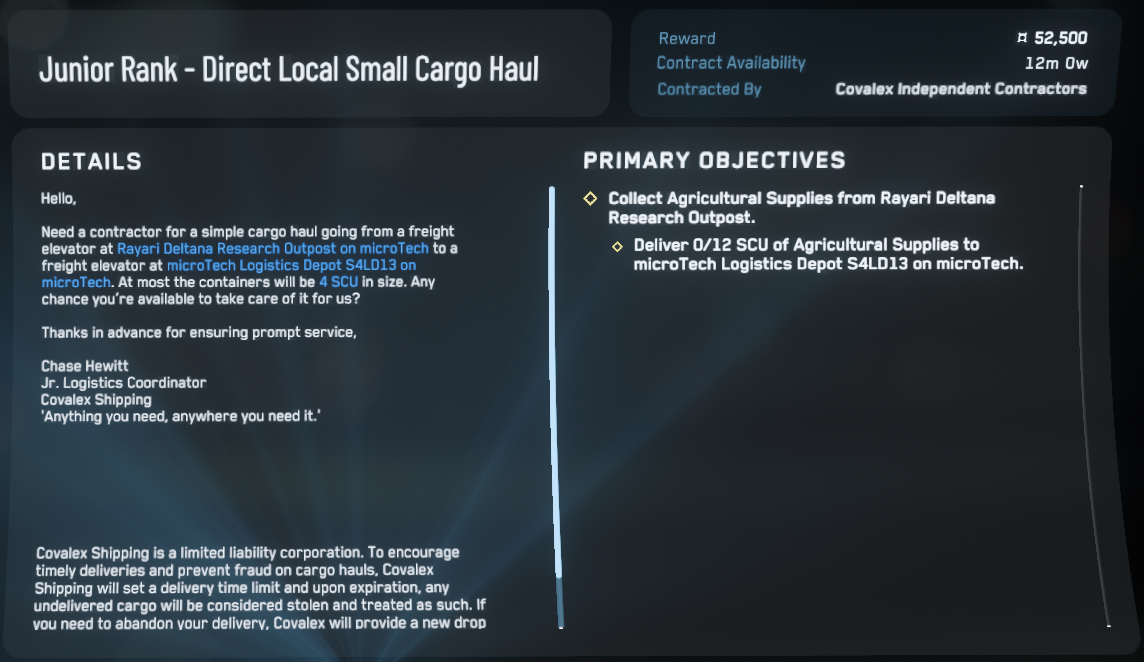 Junior Rank - Direct Local Small Cargo Haul
Reward ¤ 52,500
Contract Availability 12m 0w
Contracted By Covalex Independent Contractors
DETAILS
Hello,
Need a contractor for a simple cargo haul going from a freight
elevator at Rayari Deltana Research Outpost on microTech to a
freight elevator at microTech Logistics Depot S4LD13 on
microTech. At most the containers will be 4 SCU in size. Any
chance you're available to take care of it for us?
Thanks in advance for ensuring prompt service,
Chase Hewitt
Jr. Logistics Coordinator
Covalex Shipping
'Anything you need, anywhere you need it.'
Covalex Shipping is a limited liability corporation. To encourage
timely deliveries and prevent fraud on cargo hauls, Covalex
Shipping will set a delivery time limit and upon expiration, any
undelivered cargo will be considered stolen and treated as such. If
you need to abandon your delivery, Covalex will provide a new drop
PRIMARY OBJECTIVES
Collect Agricultural Supplies from Rayari Deltana
Research Outpost.
Deliver 0/12 SCU of Agricultural Supplies to
microTech Logistics Depot S4LD13 on microTech.